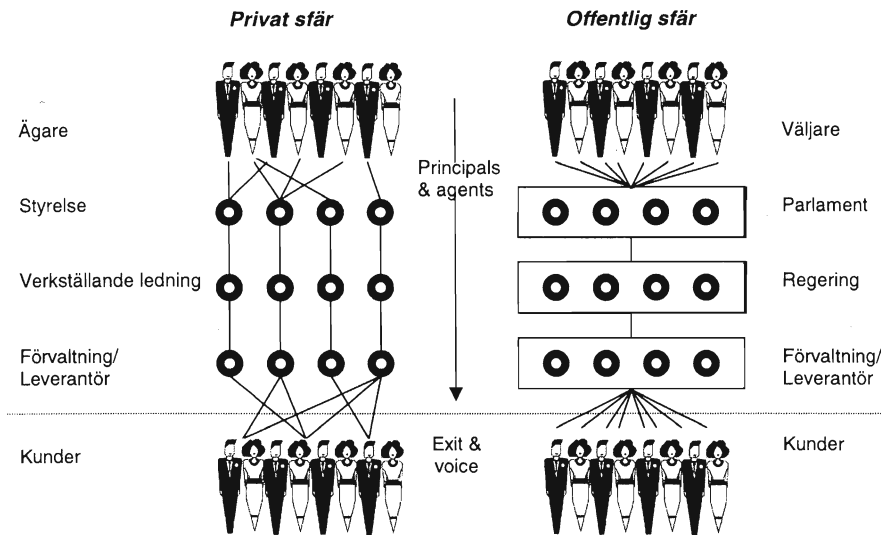 Privat sfär
Offentlig sfär
Ägare
Principals
& agents
Väljare
Styrelse
Parlament
Verkställande ledning
Regering
Förvaltning/
Leverantör
Förvaltning/
Leverantör
Kunder
Exit &
voice
Kunder